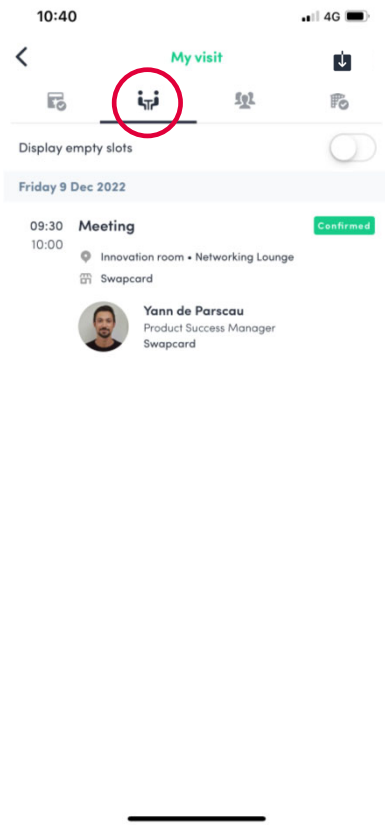 10:40
4G
My visit
Display empty slots
Friday 9 Dec 2022
09:30 Meeting Confirmed
10:00
Innovation room • Networking Lounge
Swapcard
Yann de Parscau
Product Success Manager
Swapcard